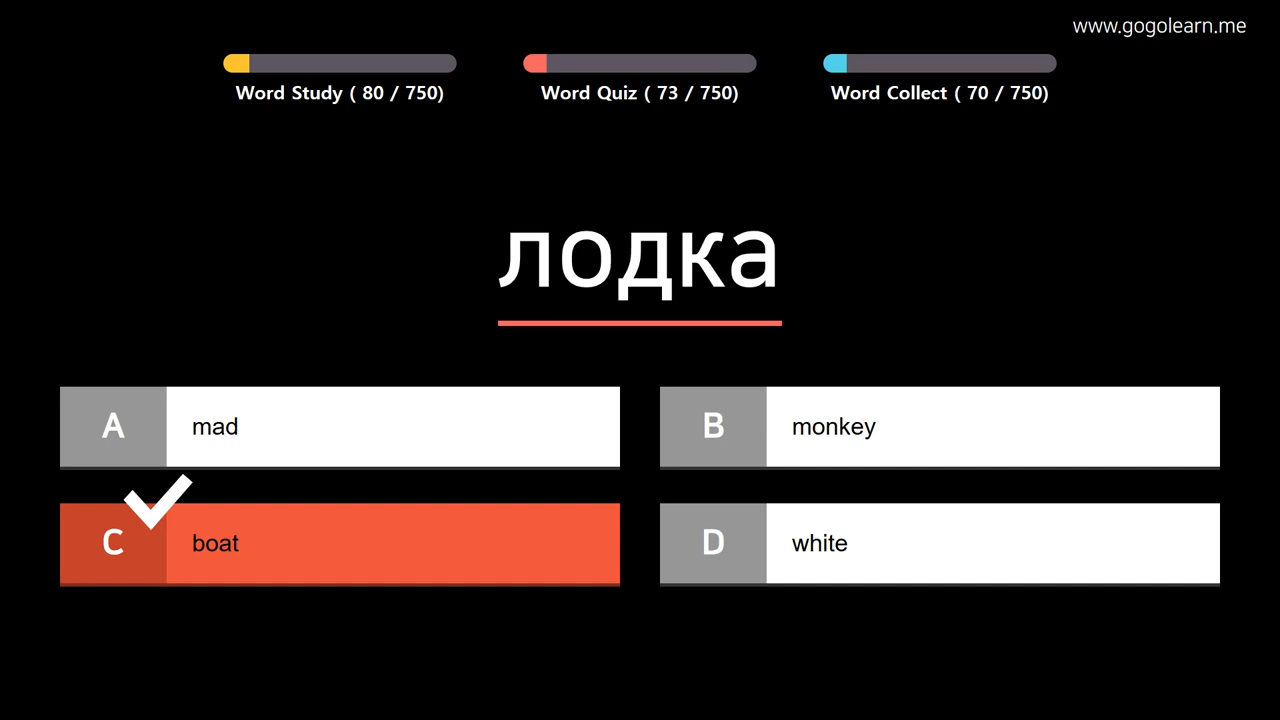 www.gogolearn.me
Word Study ( 80 / 750)
Word Quiz ( 73 / 750)
Word Collect ( 70 / 750)
лодка
A mad
B monkey
C boat
D white